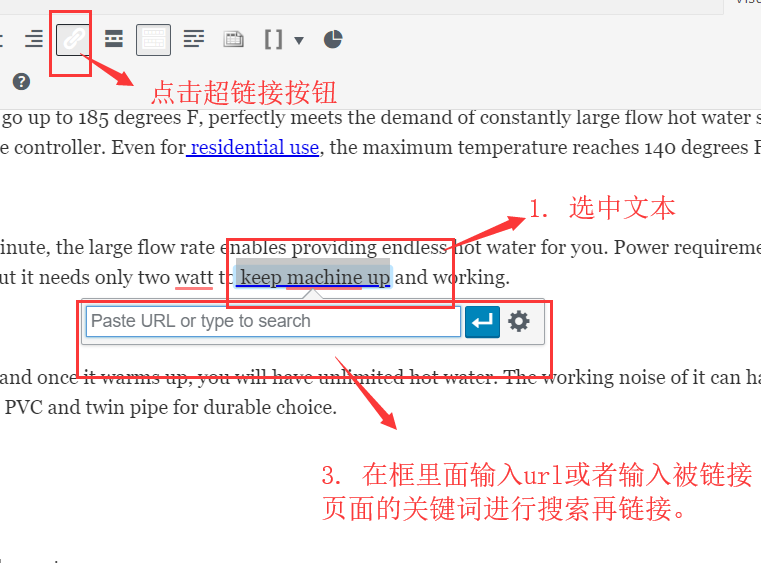 点击超链接按钮
go up to 185 degrees F, perfectly meets the demand of constantly large flow hot water s
e controller. Even for residential use, the maximum temperature reaches 140 degrees F
1. 选中文本
inute, the large flow rate enables providing endless hot water for you. Power requireme
ut it needs only two watt to keep machine up and working.
Paste URL or type to search
and once it warms up, you will have unlimited hot water. The working noise of it can ha
PVC and twin pipe for durable choice.
3. 在框里面输入url或者输入被链接
页面的关键词进行搜索再链接。